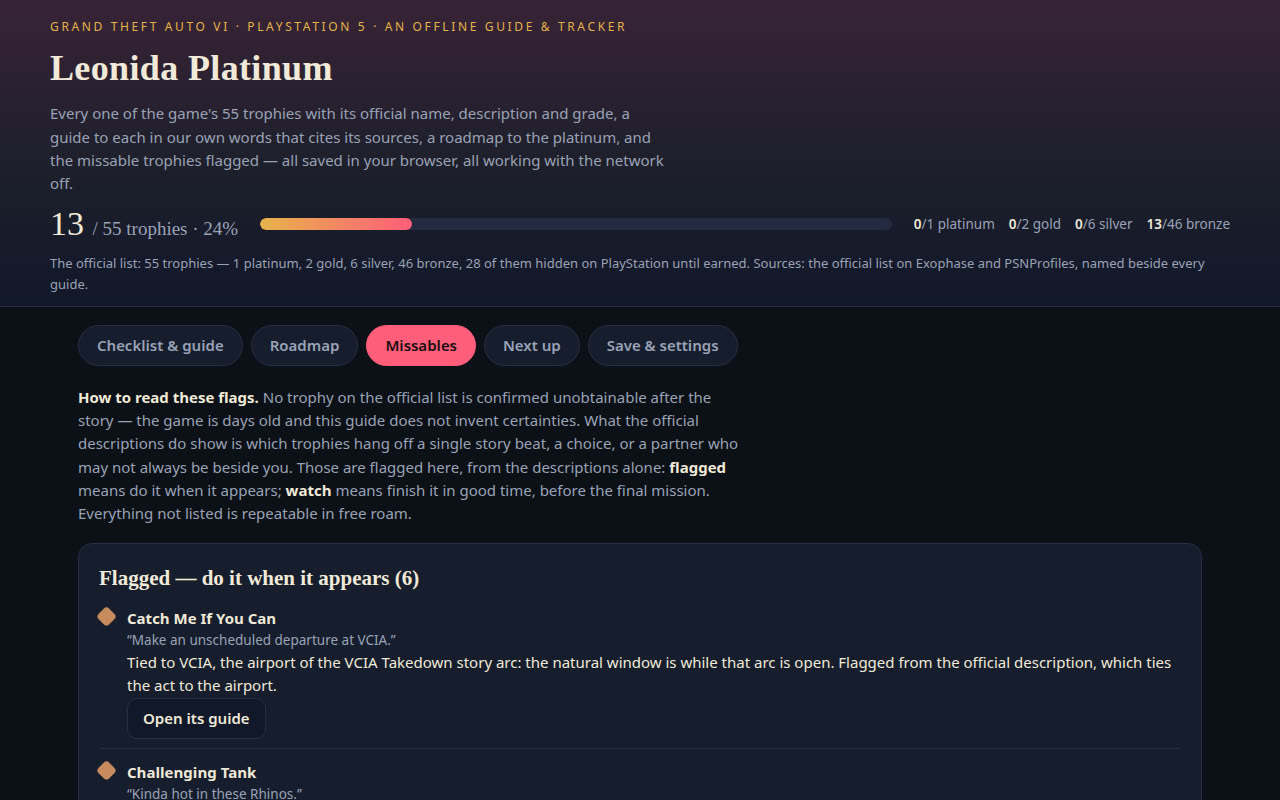 GRAND THEFT AUTO VI · PLAYSTATION 5 · AN OFFLINE GUIDE & TRACKER
Leonida Platinum
Every one of the game's 55 trophies with its official name, description and grade, a
guide to each in our own words that cites its sources, a roadmap to the platinum, and
the missable trophies flagged — all saved in your browser, all working with the network
off.
13 / 55 trophies · 24%
0/1 platinum 0/2 gold 0/6 silver 13/46 bronze
The official list: 55 trophies — 1 platinum, 2 gold, 6 silver, 46 bronze, 28 of them hidden on PlayStation until earned. Sources: the official list on Exophase and PSNProfiles, named beside every
guide.
Checklist & guide
Roadmap
Missables
Next up
Save & settings
How to read these flags. No trophy on the official list is confirmed unobtainable after the
story — the game is days old and this guide does not invent certainties. What the official
descriptions do show is which trophies hang off a single story beat, a choice, or a partner who
may not always be beside you. Those are flagged here, from the descriptions alone: flagged
means do it when it appears; watch means finish it in good time, before the final mission.
Everything not listed is repeatable in free roam.
Flagged — do it when it appears (6)
Catch Me If You Can
“Make an unscheduled departure at VCIA.”
Tied to VCIA, the airport of the VCIA Takedown story arc: the natural window is while that arc is open. Flagged from the official description, which ties
the act to the airport.
Open its guide
Challenging Tank
“Kinda hot in these Rhinos.”